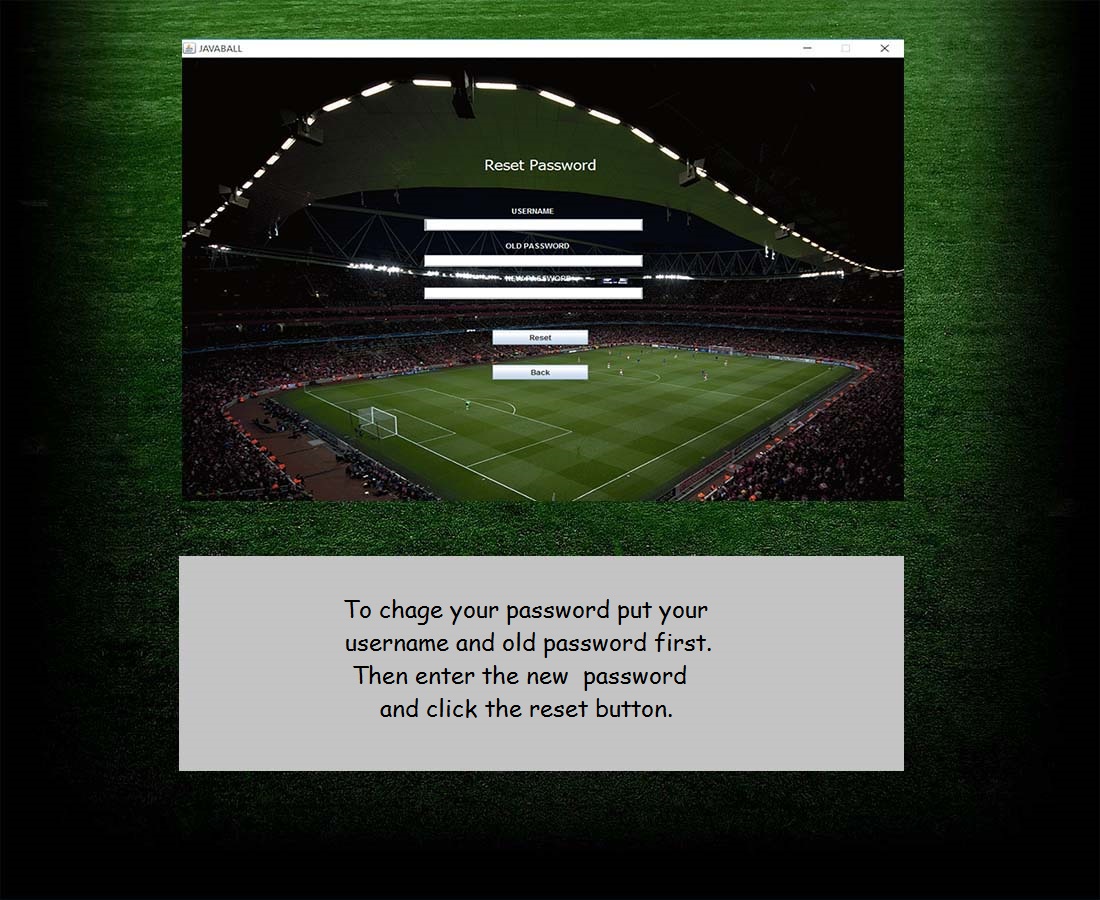 JAVABALL
Reset Password
USERNAME
OLD PASSWORD
NEW PASSWORD
Reset
Back
To chage your password put your
username and old password first.
Then enter the new  password
and click the reset button.